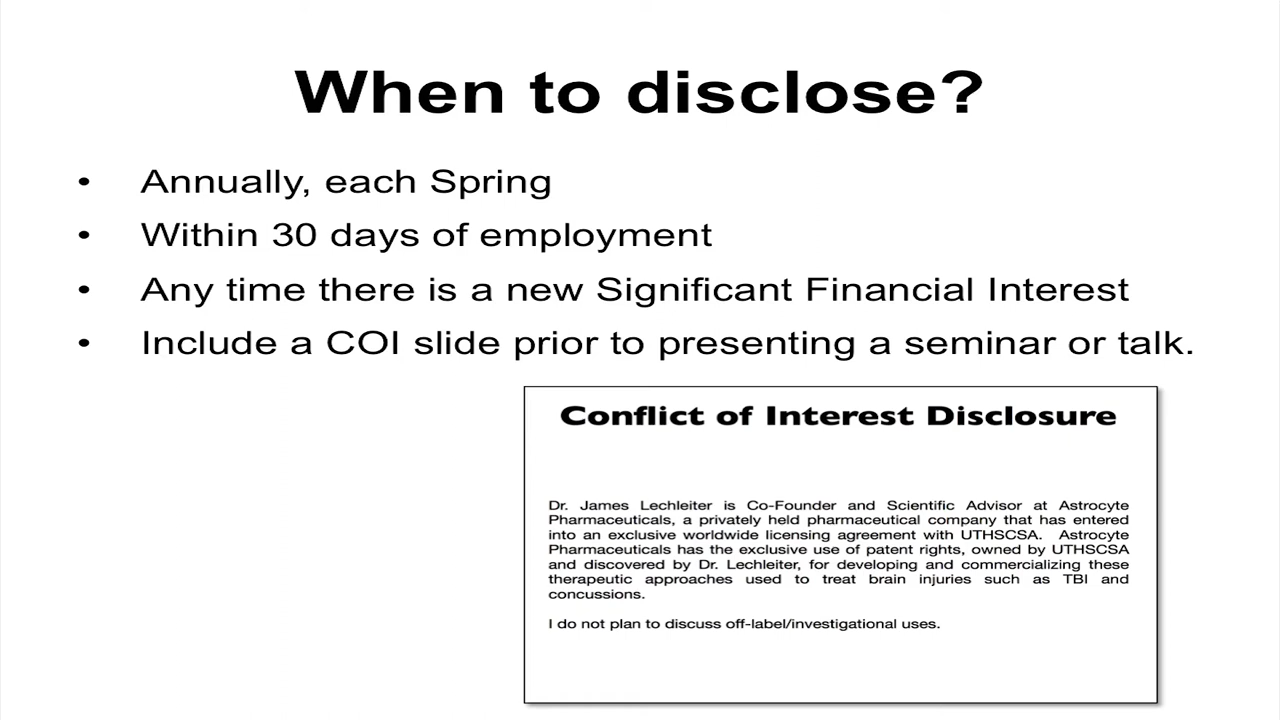 When to disclose?
• Annually, each Spring
• Within 30 days of employment
• Any time there is a new Significant Financial Interest
• Include a COI slide prior to presenting a seminar or talk.
Conflict of Interest Disclosure
Dr. James Lechleiter is Co-Founder and Scientific Advisor at Astrocyte
Pharmaceuticals, a privately held pharmaceutical company that has entered
into an exclusive worldwide licensing agreement with UTHSCSA. Astrocyte
Pharmaceuticals has the exclusive use of patent rights, owned by UTHSCSA
and discovered by Dr. Lechleiter, for developing and commercializing these
therapeutic approaches used to treat brain injuries such as TBI and
concussions.
I do not plan to discuss off-label/investigational uses.